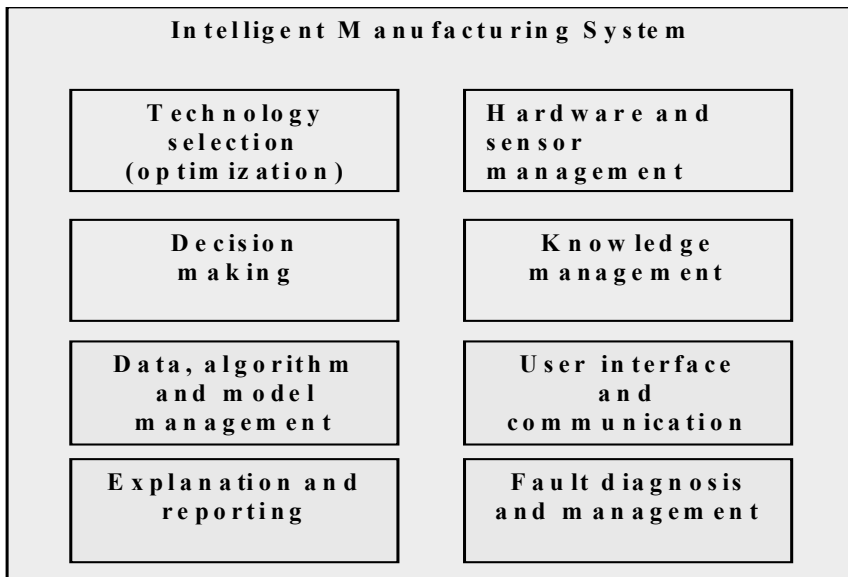 Intelligent Manufacturing System
Technology
selection
(optimization)
Hardware and
sensor
management
Decision
making
Knowledge
management
Data, algorithm
and model
management
User interface
and
communication
Explanation and
reporting
Fault diagnosis
and management